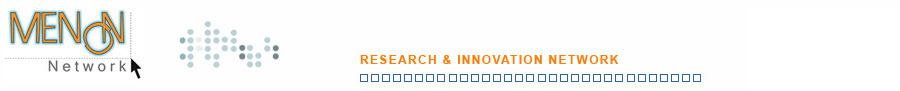 MENON
Network
RESEARCH & INNOVATION NETWORK